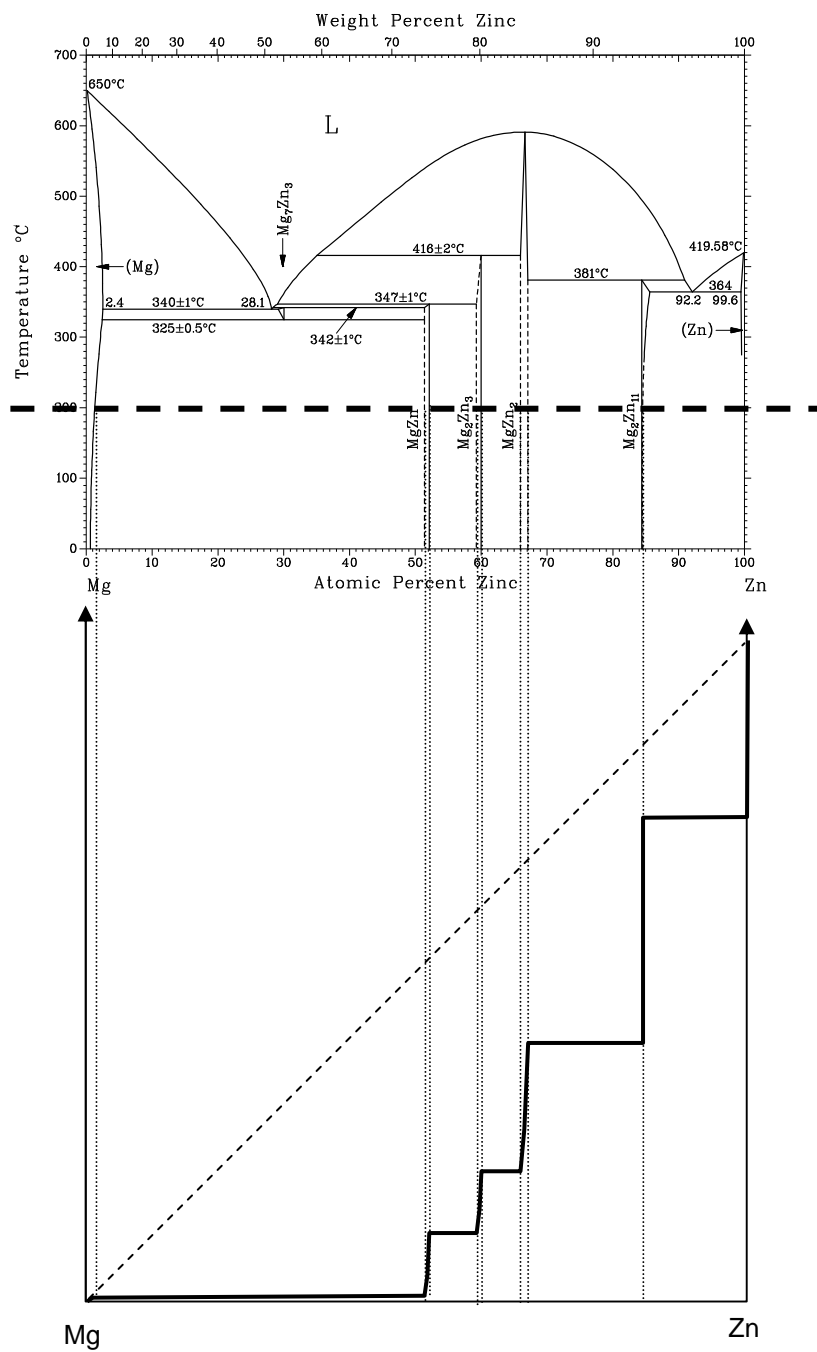 Weight Percent Zinc
0 10 20 30 40 50 60 70 80 90 100
700
650°C
600
L
500
Mg₇Zn₃
Temperature °C
416±2°C
419.58°C
400
(Mg)
381°C
347±1°C
364
2.4 340±1°C 28.1
92.2 99.6
300
325±0.5°C
342±1°C
(Zn)
200
MgZn
Mg₂Zn₃
MgZn₂
Mg₂Zn₁₁
100
0
0 10 20 30 40 50 60 70 80 90 100
Mg Atomic Percent Zinc Zn
Mg Zn